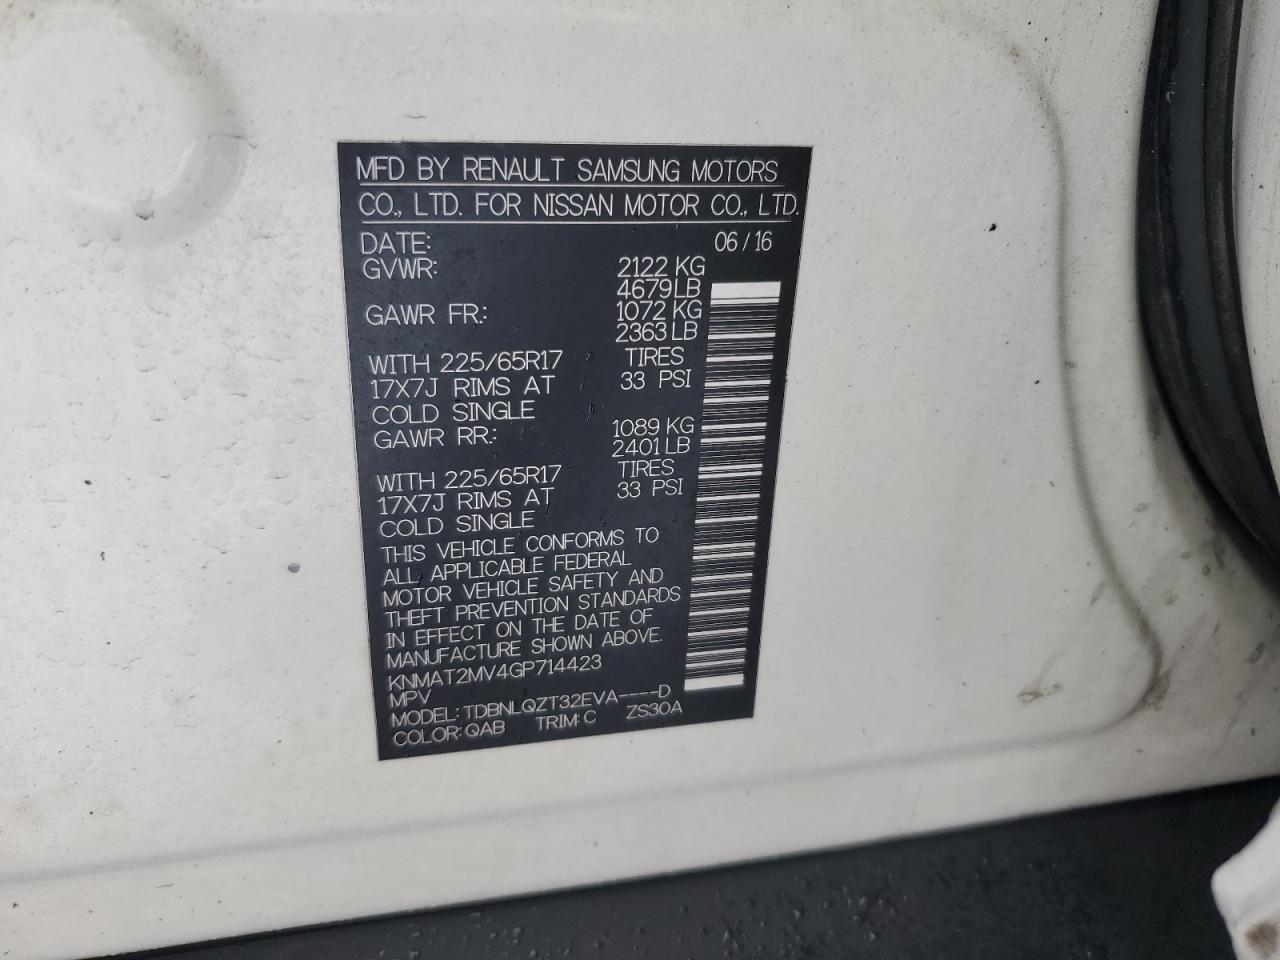 MFD BY RENAULT SAMSUNG MOTORS
CO., LTD. FOR NISSAN MOTOR CO., LTD.
DATE: 06 / 16
GVWR: 2122 KG
4679 LB
GAWR FR.: 1072 KG
2363 LB
WITH 225/65R17 TIRES
17X7J RIMS AT 33 PSI
COLD SINGLE
GAWR RR.: 1089 KG
2401 LB
WITH 225/65R17 TIRES
17X7J RIMS AT 33 PSI
COLD SINGLE
THIS VEHICLE CONFORMS TO
ALL APPLICABLE FEDERAL
MOTOR VEHICLE SAFETY AND
THEFT PREVENTION STANDARDS
IN EFFECT ON THE DATE OF
MANUFACTURE SHOWN ABOVE.
KNMAT2MV4GP714423
MPV
MODEL: TDBNLQZT32EVA----D
COLOR: QAB TRIM: C ZS30A